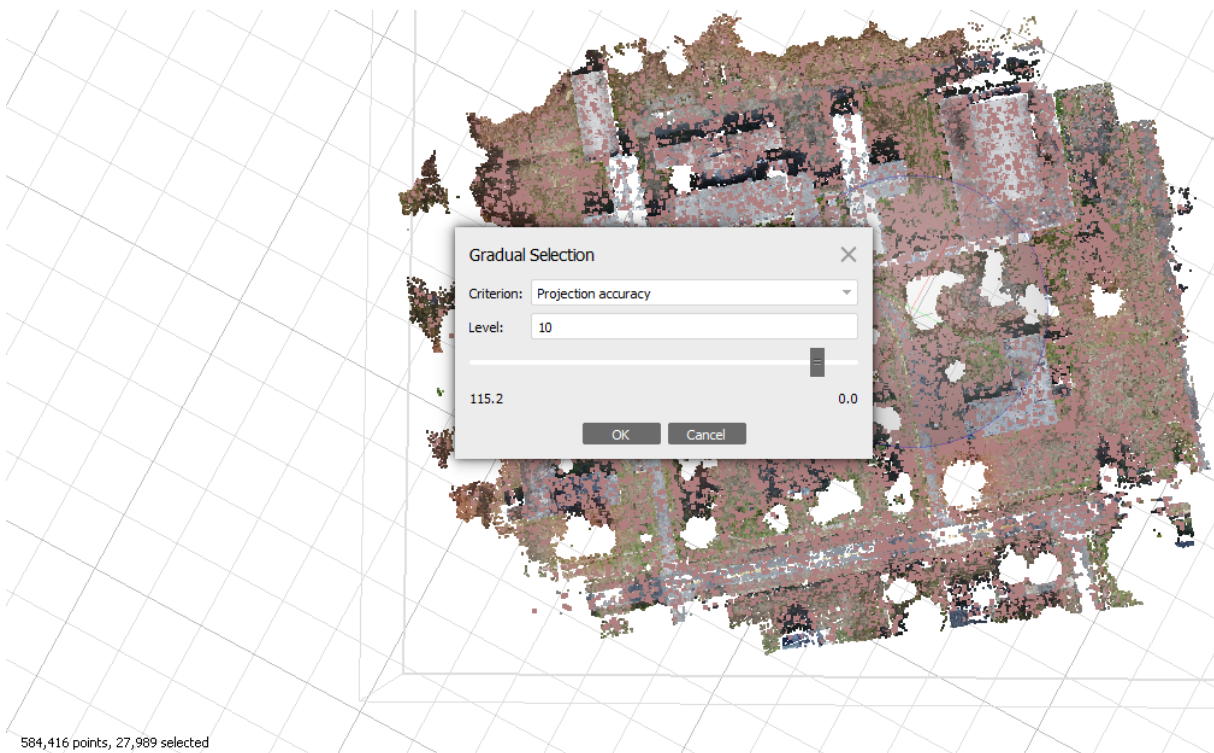 Gradual Selection
Criterion: Projection accuracy
Level: 10
115.2 0.0
OK Cancel
584,416 points, 27,989 selected